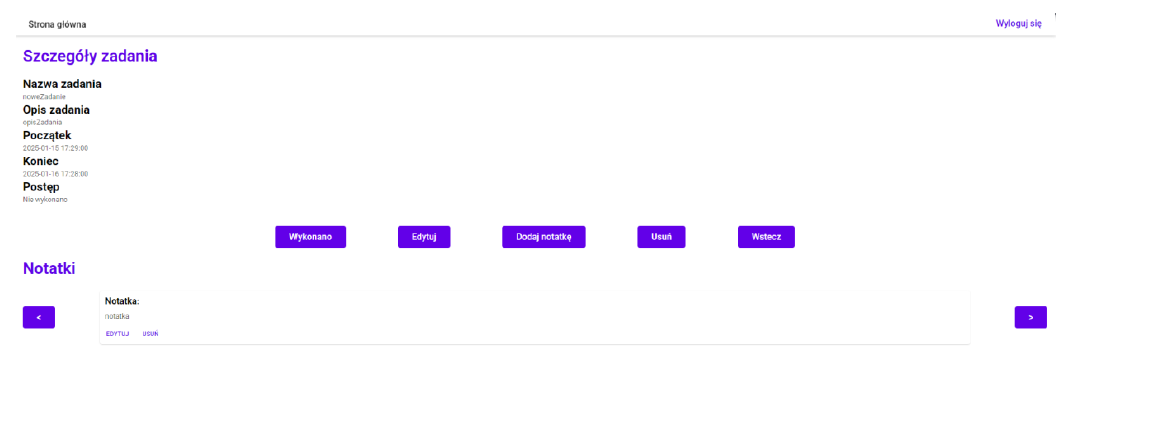 Strona główna
Wyloguj się
Szczegóły zadania
Nazwa zadania
noweZadanie
Opis zadania
opisZadania
Początek
2025-01-15 17:29:00
Koniec
2025-01-16 17:28:00
Postęp
Nie wykonano
Wykonano Edytuj Dodaj notatkę Usuń Wstecz
Notatki
< >
Notatka:
notatka
EDYTUJ USUŃ